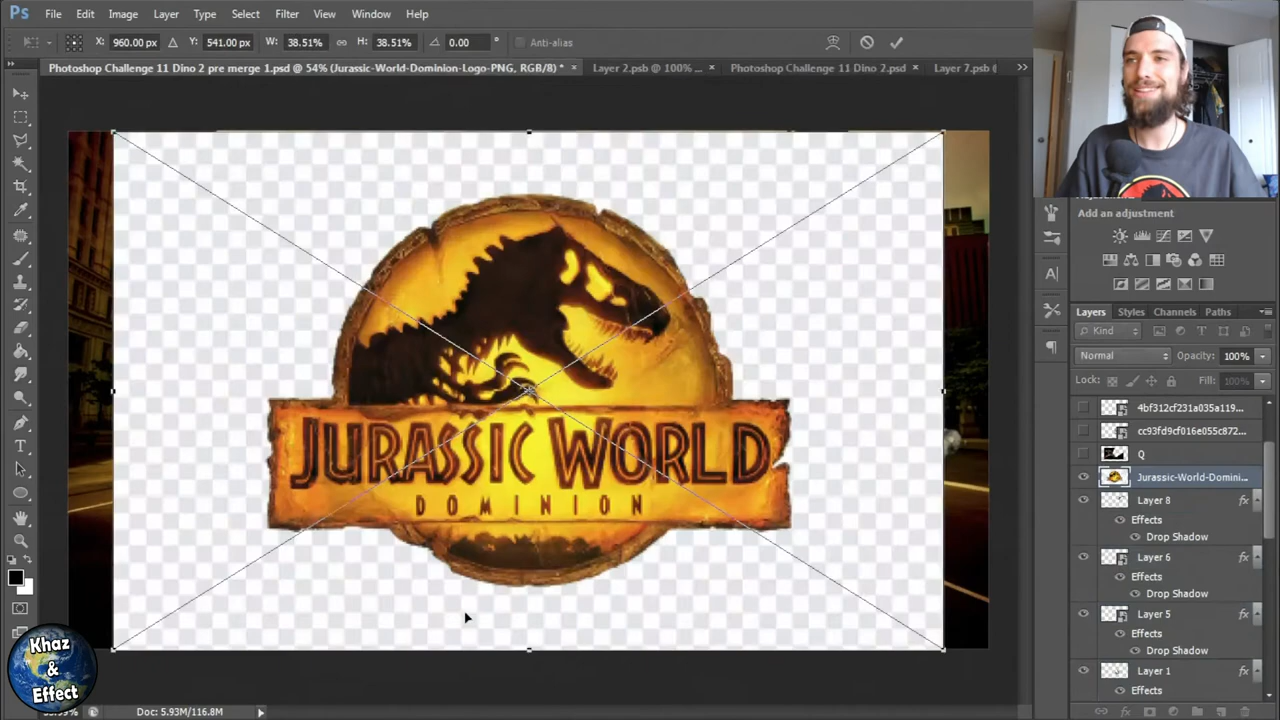 Ps File Edit Image Layer Type Select Filter View Window Help
X: 960.00 px Y: 541.00 px W: 38.51% H: 38.51% 0.00 ° Anti-alias
Photoshop Challenge 11 Dino 2 pre merge 1.psd @ 54% (Jurassic-World-Dominion-Logo-PNG, RGB/8) * × Layer 2.psb @ 100% ... × Photoshop Challenge 11 Dino 2.psd × Layer 7.psb
Add an adjustment
Layers Styles Channels Paths
Kind
Normal Opacity: 100%
Lock: Fill: 100%
4bf312cf231a035a119...
cc93fd9cf016e055c872...
Q
Jurassic-World-Domini...
Layer 8 fx
Effects
Drop Shadow
Layer 6 fx
Effects
Drop Shadow
Layer 5 fx
Effects
Drop Shadow
Layer 1 fx
Effects
JURASSIC WORLD
DOMINION
Khaz
&
Effect
Doc: 5.93M/116.8M